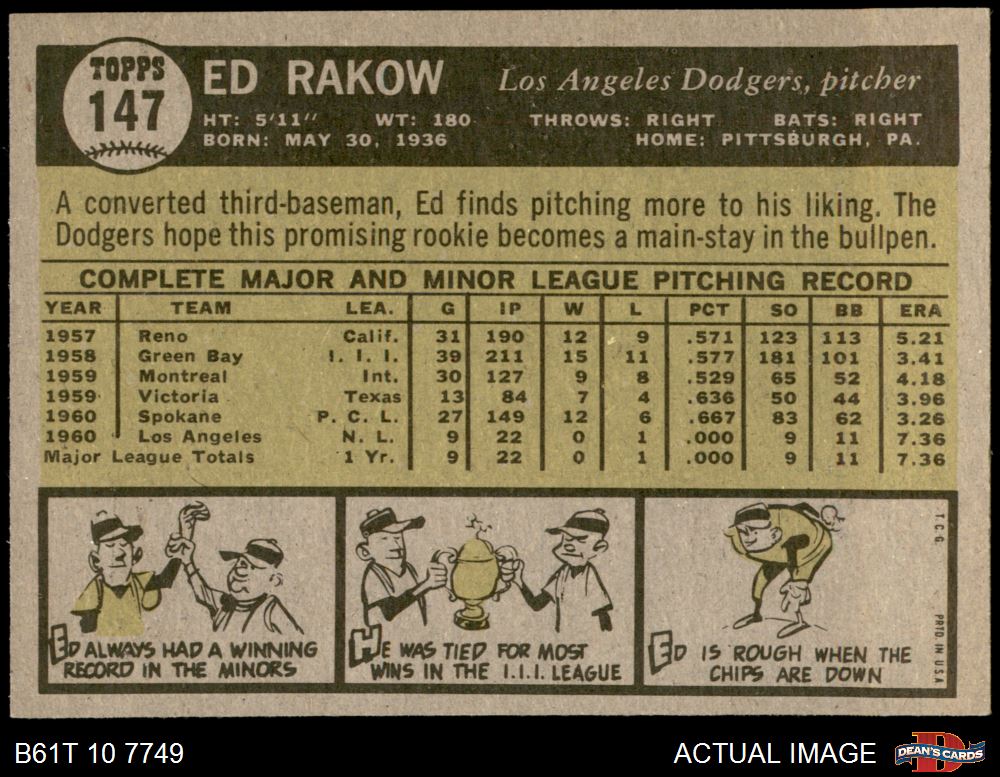 TOPPS
147
ED RAKOW
Los Angeles Dodgers, pitcher
HT: 5'11" WT: 180 THROWS: RIGHT BATS: RIGHT
BORN: MAY 30, 1936 HOME: PITTSBURGH, PA.
A converted third-baseman, Ed finds pitching more to his liking. The
Dodgers hope this promising rookie becomes a main-stay in the bullpen.
COMPLETE MAJOR AND MINOR LEAGUE PITCHING RECORD
YEAR TEAM LEA. G IP W L PCT SO BB ERA
1957 Reno Calif. 31 190 12 9 .571 123 113 5.21
1958 Green Bay I. I. I. 39 211 15 11 .577 181 101 3.41
1959 Montreal Int. 30 127 9 8 .529 65 52 4.18
1959 Victoria Texas 13 84 7 4 .636 50 44 3.96
1960 Spokane P. C. L. 27 149 12 6 .667 83 62 3.26
1960 Los Angeles N. L. 9 22 0 1 .000 9 11 7.36
Major League Totals 1 Yr. 9 22 0 1 .000 9 11 7.36
ED ALWAYS HAD A WINNING
RECORD IN THE MINORS
HE WAS TIED FOR MOST
WINS IN THE I.I.I. LEAGUE
ED IS ROUGH WHEN THE
CHIPS ARE DOWN
T.C.G. PRTD. IN U.S.A.
B61T 10 7749
ACTUAL IMAGE
D
DEAN'S CARDS